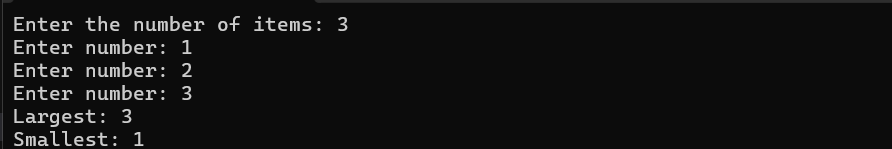 Enter the number of items: 3
Enter number: 1
Enter number: 2
Enter number: 3
Largest: 3
Smallest: 1